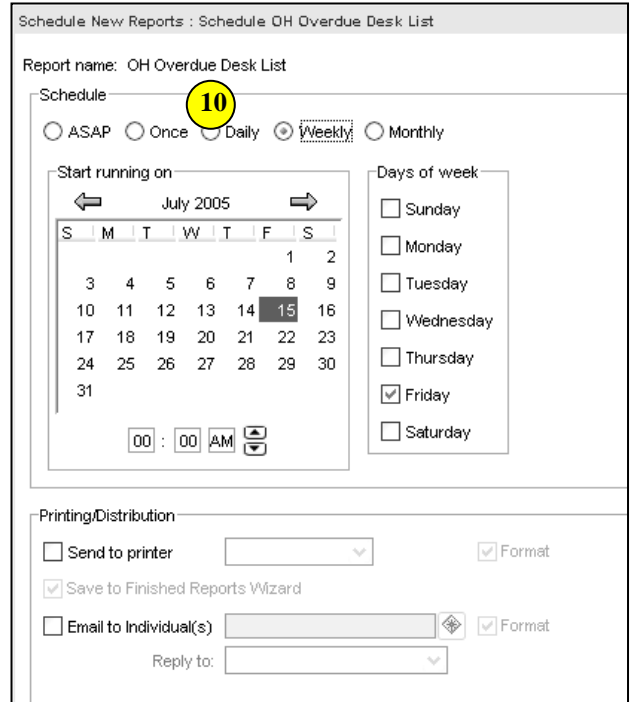 Schedule New Reports : Schedule OH Overdue Desk List
Report name: OH Overdue Desk List
Schedule
10
ASAP Once Daily Weekly Monthly
Start running on
July 2005
S M T W T F S
1 2
3 4 5 6 7 8 9
10 11 12 13 14 15 16
17 18 19 20 21 22 23
24 25 26 27 28 29 30
31
00 : 00 AM
Days of week
Sunday
Monday
Tuesday
Wednesday
Thursday
Friday
Saturday
Printing/Distribution
Send to printer Format
Save to Finished Reports Wizard
Email to Individual(s) Format
Reply to: